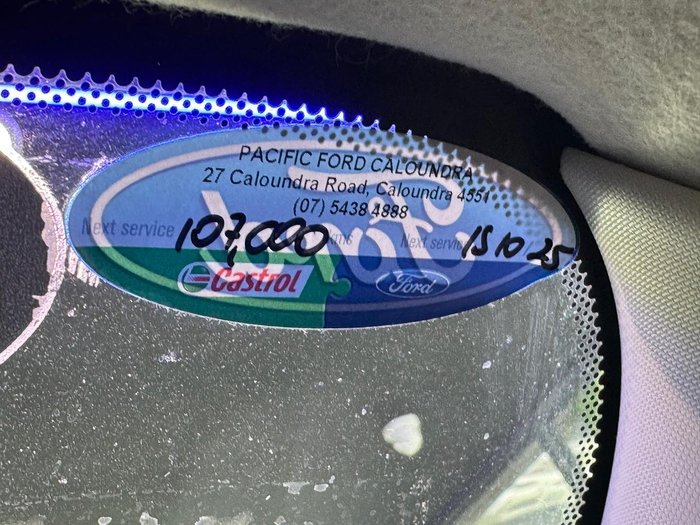 PACIFIC FORD CALOUNDRA
27 Caloundra Road, Caloundra 4551
(07) 5438 4888
Next service 107,000 kms Next service 15 10 25
Castrol Ford